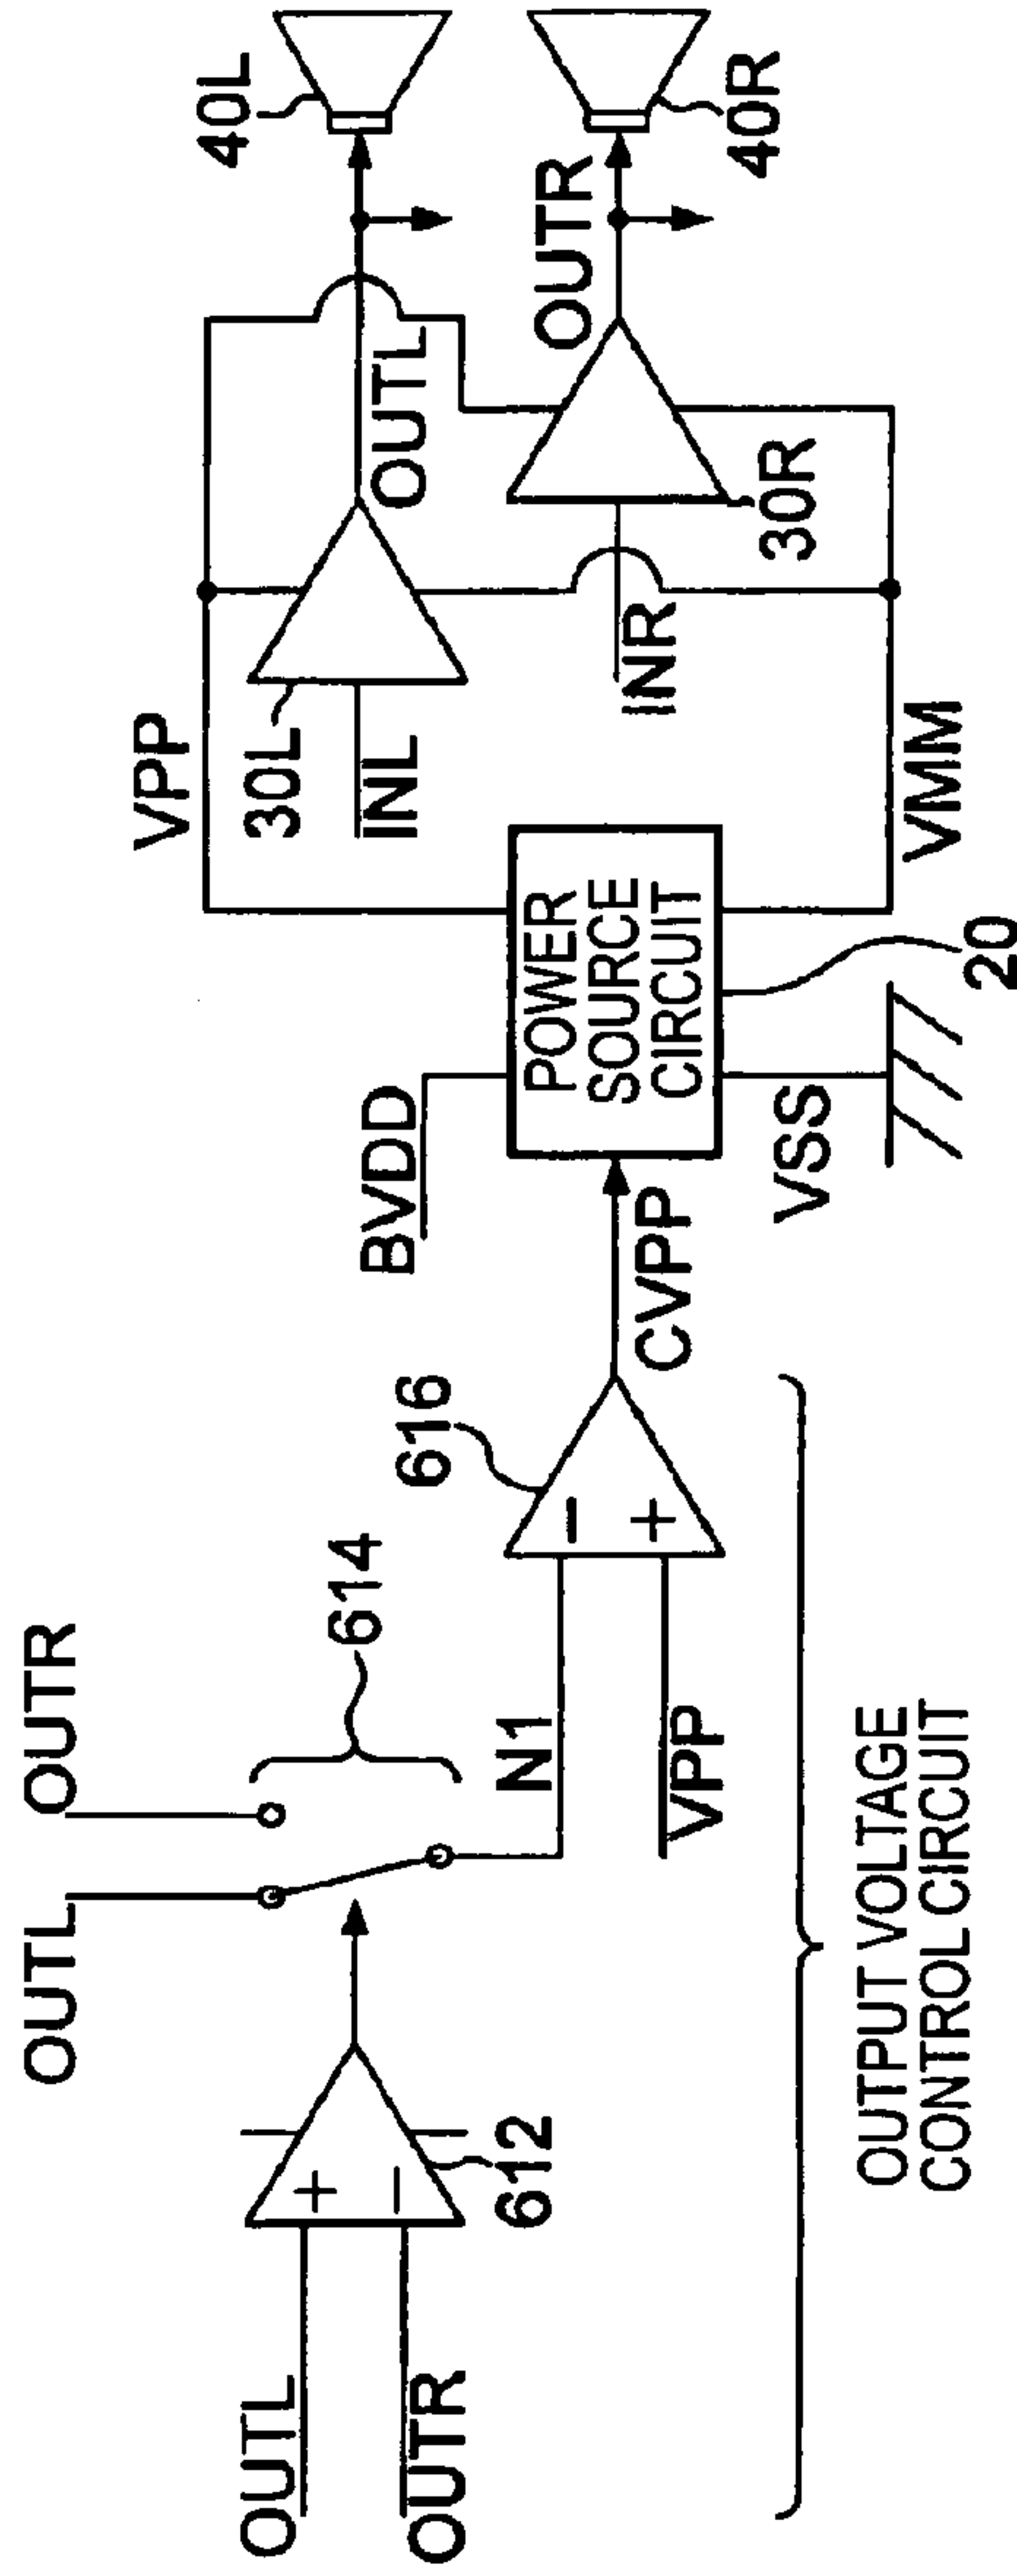 OUTL
OUTR
612
OUTL
OUTR
614
N1
VPP
616
CVPP
OUTPUT VOLTAGE
CONTROL CIRCUIT
BVDD
POWER
SOURCE
CIRCUIT
VSS
20
VPP
VMM
30L
INL
OUTL
40L
INR
30R
OUTR
40R